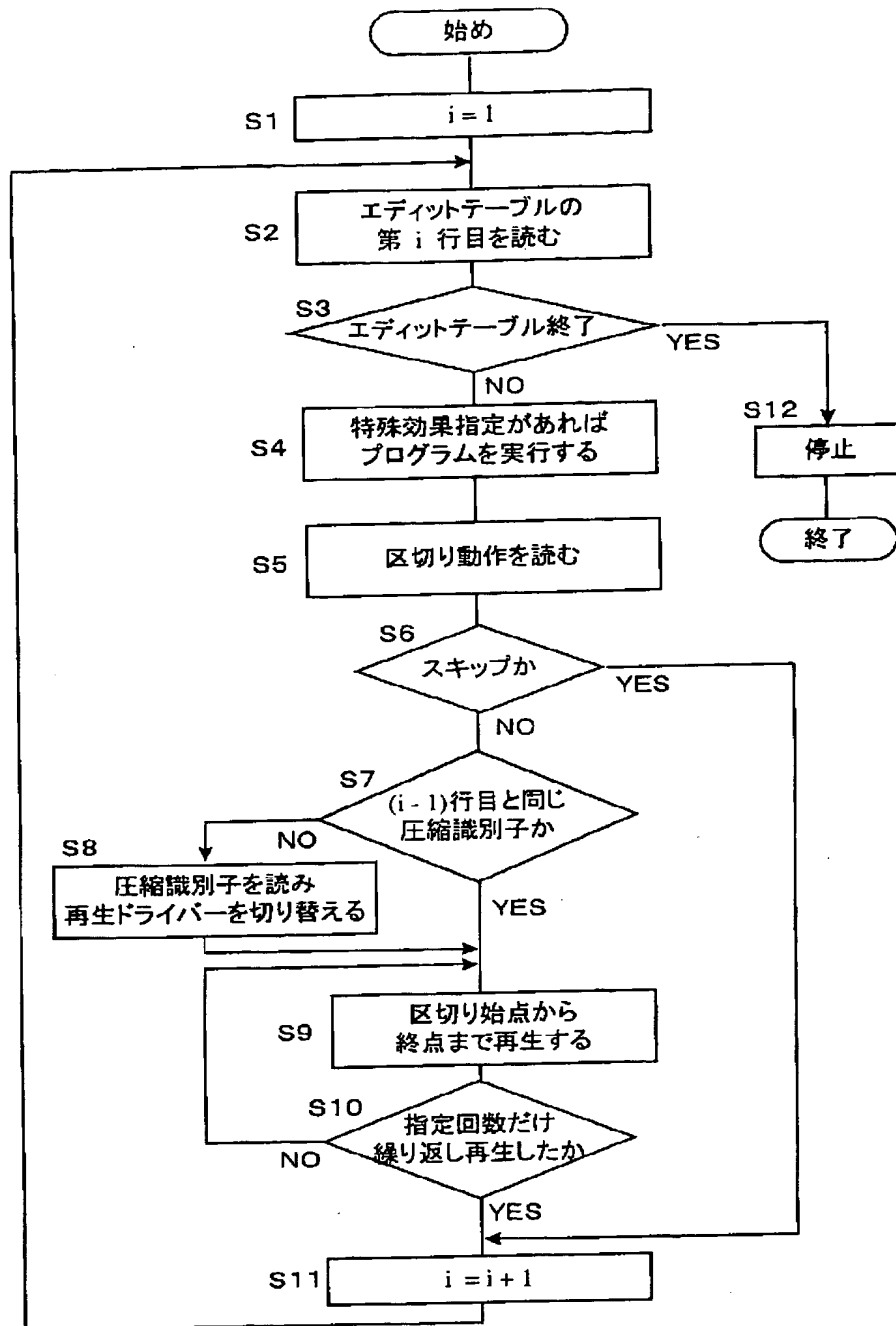 始め
S1
i = 1
S2
エディットテーブルの
第 i 行目を読む
S3
エディットテーブル終了
YES
NO
S12
停止
終了
S4
特殊効果指定があれば
プログラムを実行する
S5
区切り動作を読む
S6
スキップか
YES
NO
S7
(i - 1)行目と同じ
圧縮識別子か
NO
YES
S8
圧縮識別子を読み
再生ドライバーを切り替える
S9
区切り始点から
終点まで再生する
S10
指定回数だけ
繰り返し再生したか
NO
YES
S11
i = i + 1